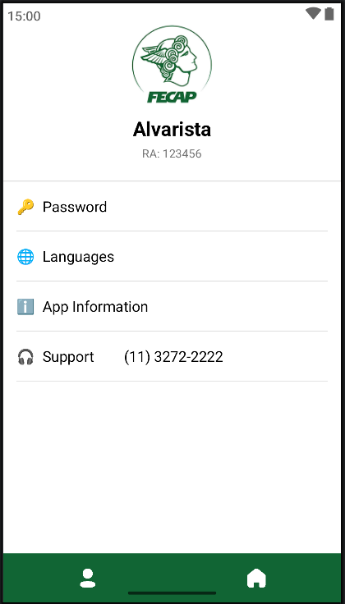 15:00
FECAP
Alvarista
RA: 123456
🔑 Password
🌐 Languages
ℹ️ App Information
🎧 Support (11) 3272-2222